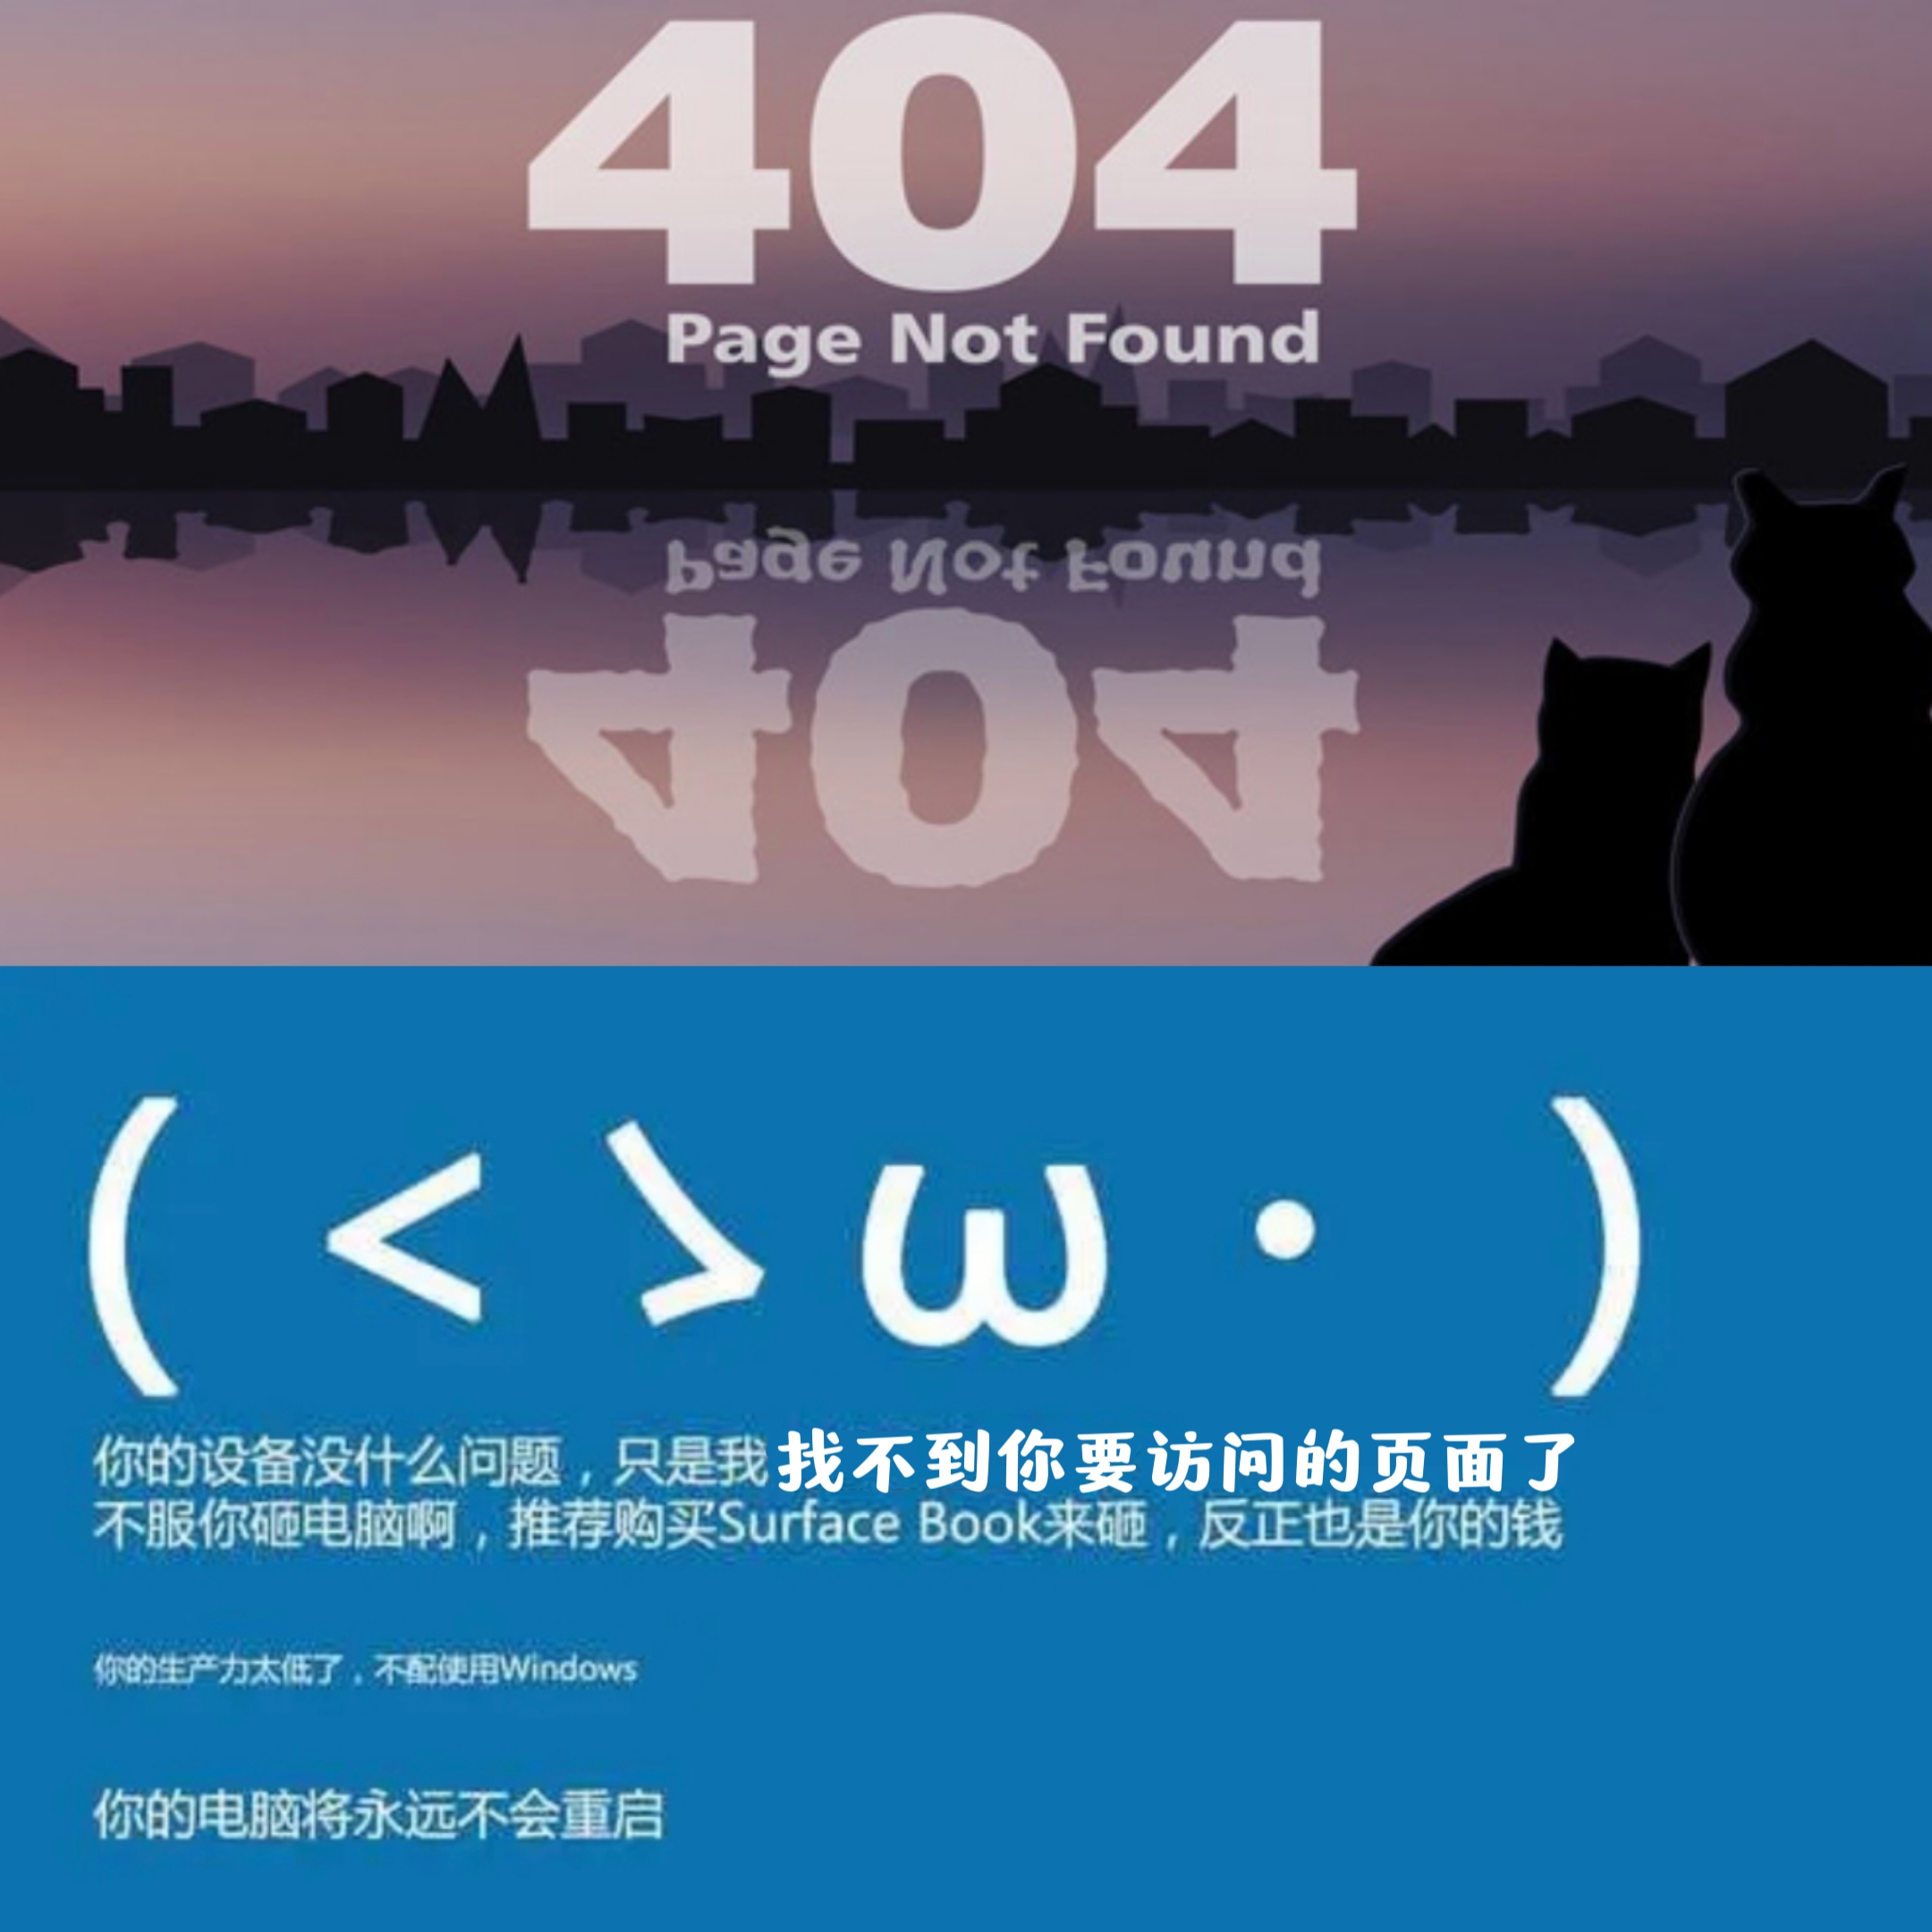 404
Page Not Found
Page Not Found
404
( < ゝω・ )
你的设备没什么问题，只是我找不到你要访问的页面了
不服你砸电脑啊，推荐购买Surface Book来砸，反正也是你的钱
你的生产力太低了，不配使用Windows
你的电脑将永远不会重启